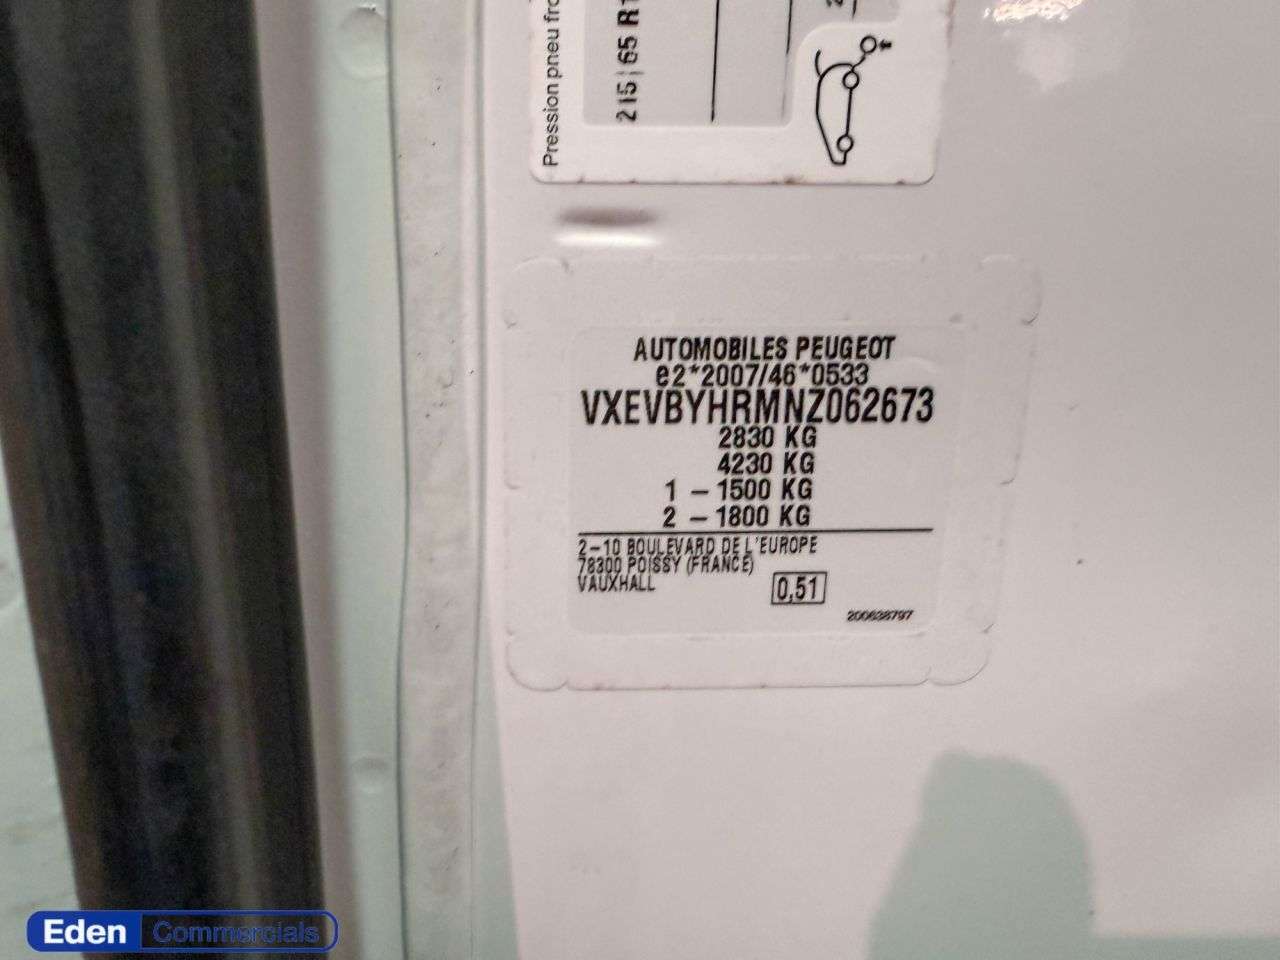 Pression pneu fro
215|65 R1
AUTOMOBILES PEUGEOT
e2*2007/46*0533
VXEVBYHRMNZ062673
2830 KG
4230 KG
1 – 1500 KG
2 – 1800 KG
2–10 BOULEVARD DE L'EUROPE
78300 POISSY (FRANCE)
VAUXHALL
0,51
200638797
Eden Commercials